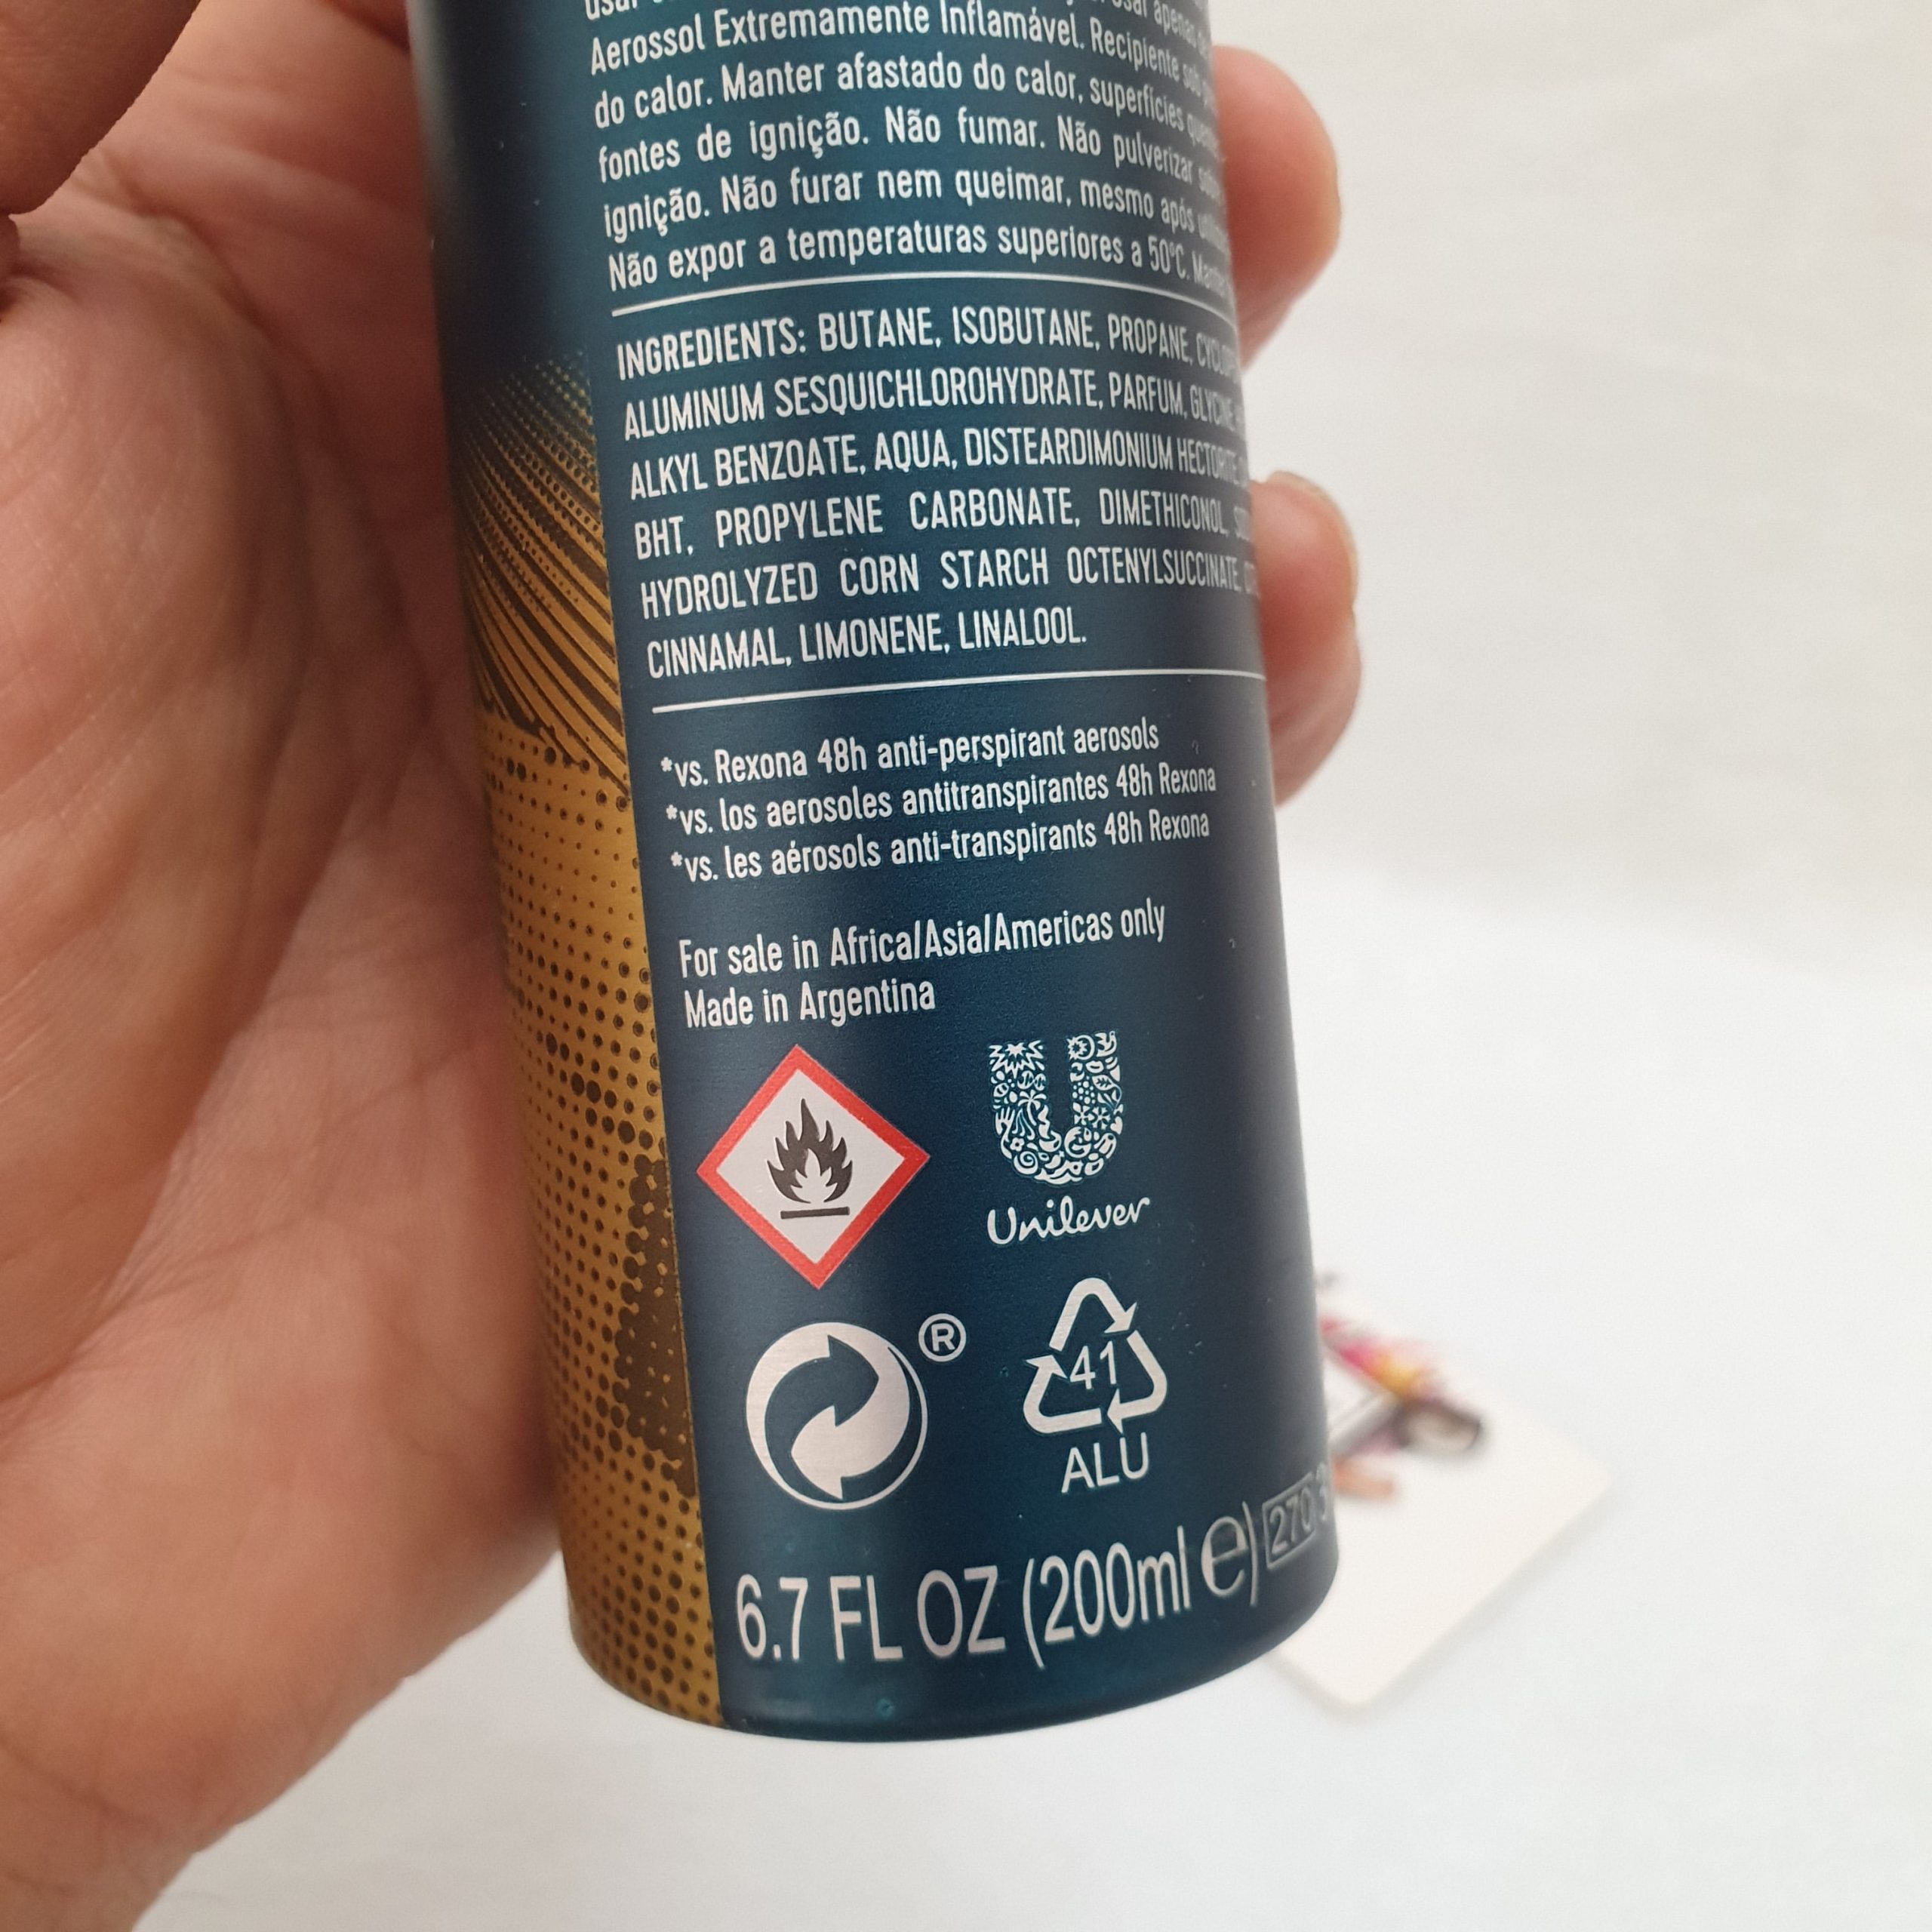 usar
Aerossol Extremamente Inflamável. Recipiente sob
do calor. Manter afastado do calor, superfícies
fontes de ignição. Não fumar. Não pulverizar
ignição. Não furar nem queimar, mesmo após
Não expor a temperaturas superiores a 50°C.
INGREDIENTS: BUTANE, ISOBUTANE, PROPANE,
ALUMINUM SESQUICHLOROHYDRATE, PARFUM, GLYCINE
ALKYL BENZOATE, AQUA, DISTEARDIMONIUM HECTORITE
BHT, PROPYLENE CARBONATE, DIMETHICONOL,
HYDROLYZED CORN STARCH OCTENYLSUCCINATE,
CINNAMAL, LIMONENE, LINALOOL.
*vs. Rexona 48h anti-perspirant aerosols
*vs. los aerosoles antitranspirantes 48h Rexona
*vs. les aérosols anti-transpirants 48h Rexona
For sale in Africa/Asia/Americas only
Made in Argentina
Unilever
®
41
ALU
6.7 FL OZ (200ml ℮) 270